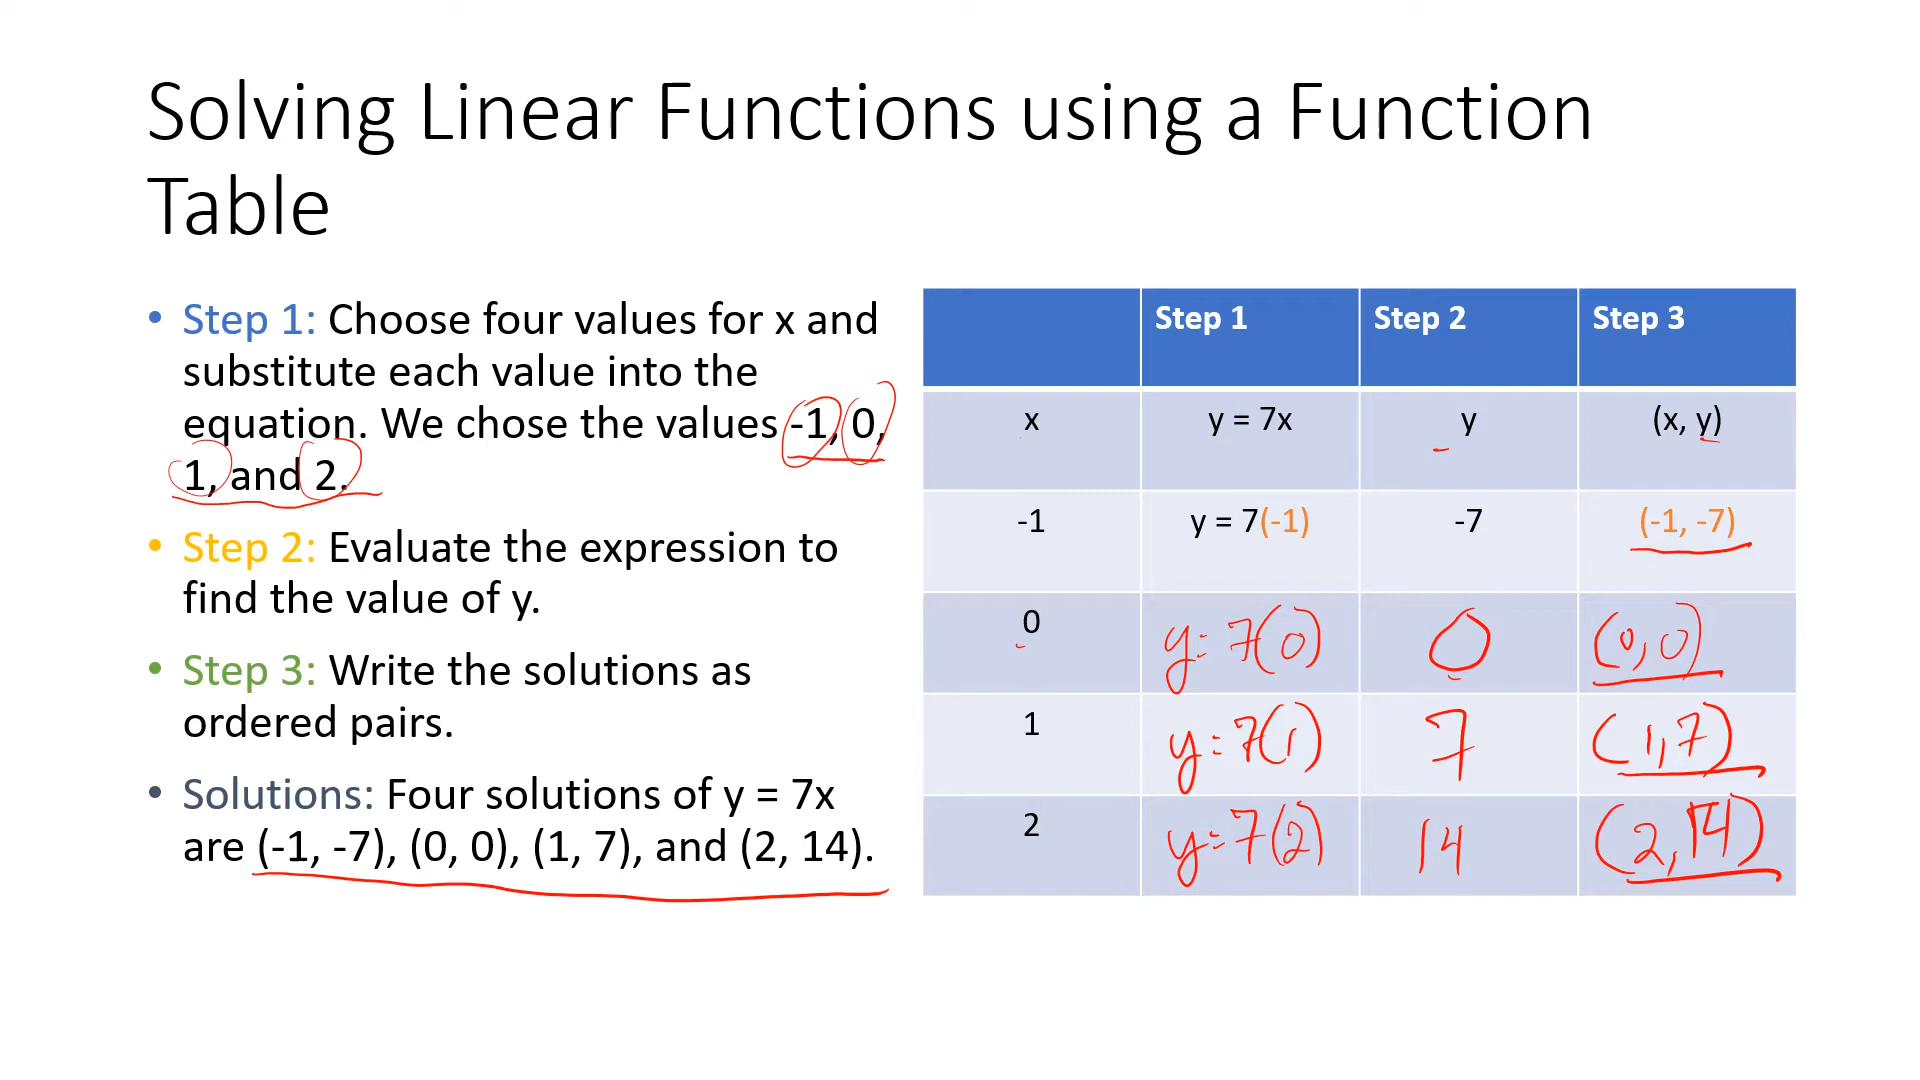 Solving Linear Functions using a Function
Table
• Step 1: Choose four values for x and
substitute each value into the
equation. We chose the values -1, 0,
1, and 2.
• Step 2: Evaluate the expression to
find the value of y.
• Step 3: Write the solutions as
ordered pairs.
• Solutions: Four solutions of y = 7x
are (-1, -7), (0, 0), (1, 7), and (2, 14).
Step 1 Step 2 Step 3
x y = 7x y (x, y)
-1 y = 7(-1) -7 (-1, -7)
0 y = 7(0) 0 (0, 0)
1 y = 7(1) 7 (1, 7)
2 y = 7(2) 14 (2, 14)